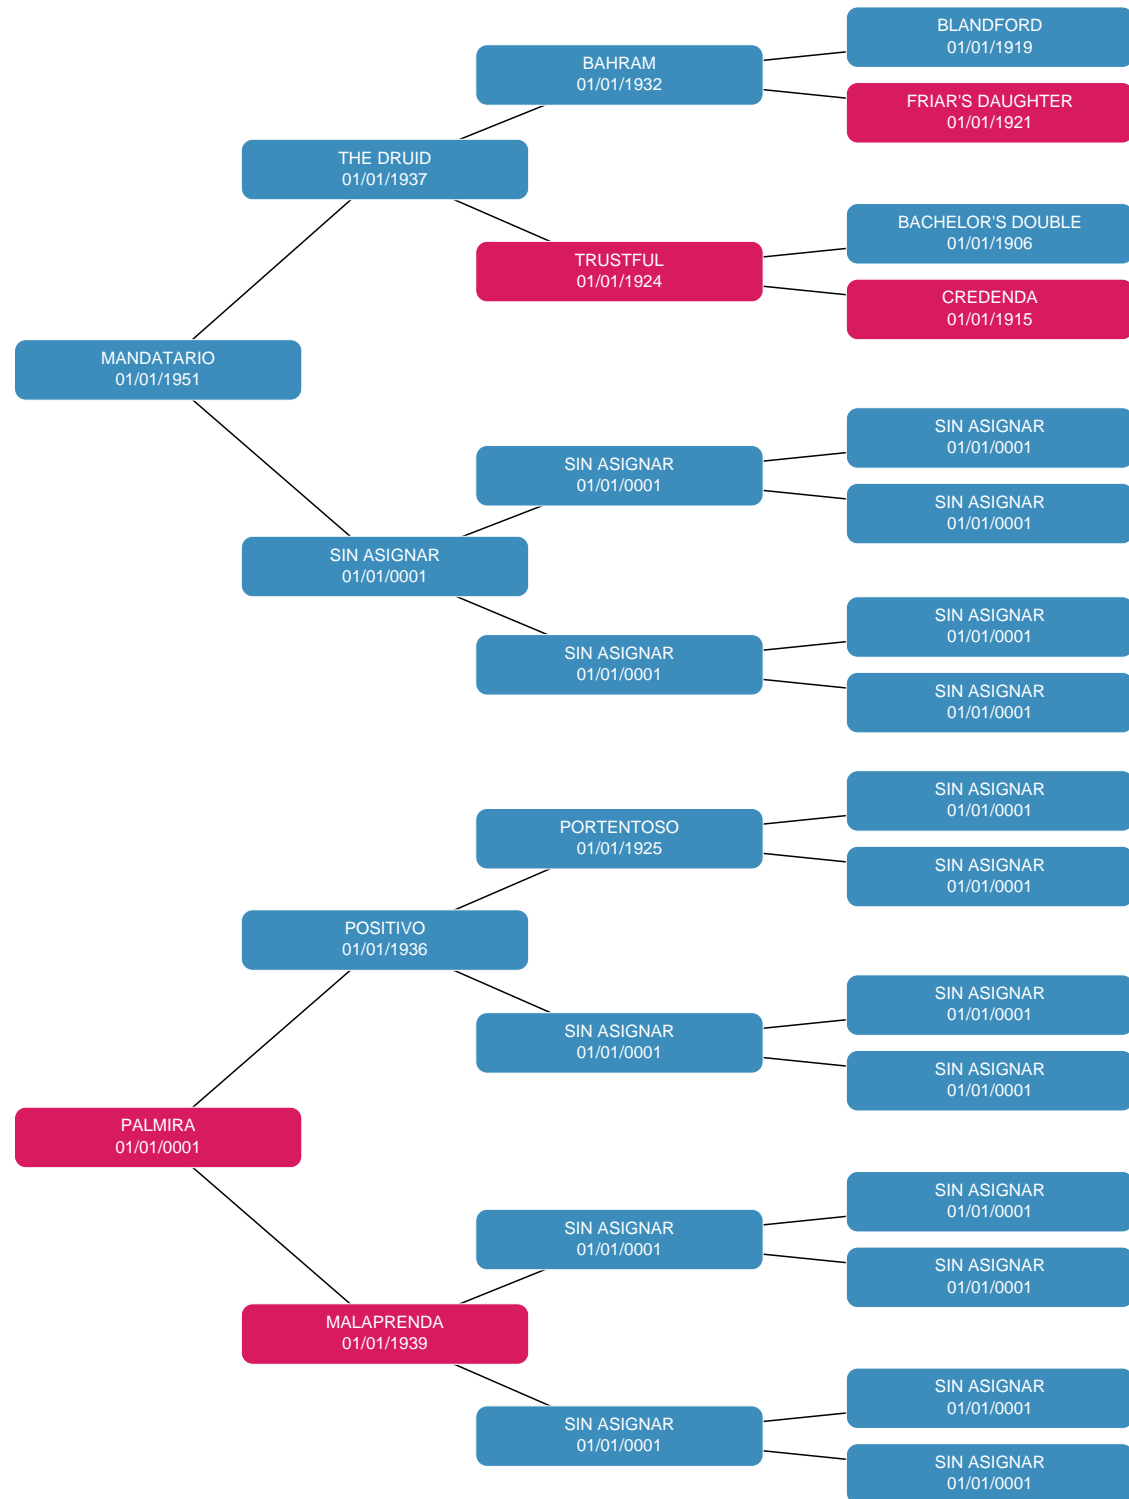 BLANDFORD
01/01/1919
BAHRAM
01/01/1932
FRIAR'S DAUGHTER
01/01/1921
THE DRUID
01/01/1937
BACHELOR'S DOUBLE
01/01/1906
TRUSTFUL
01/01/1924
CREDENDA
01/01/1915
MANDATARIO
01/01/1951
SIN ASIGNAR
01/01/0001
SIN ASIGNAR
01/01/0001
SIN ASIGNAR
01/01/0001
SIN ASIGNAR
01/01/0001
SIN ASIGNAR
01/01/0001
SIN ASIGNAR
01/01/0001
SIN ASIGNAR
01/01/0001
SIN ASIGNAR
01/01/0001
PORTENTOSO
01/01/1925
SIN ASIGNAR
01/01/0001
POSITIVO
01/01/1936
SIN ASIGNAR
01/01/0001
SIN ASIGNAR
01/01/0001
SIN ASIGNAR
01/01/0001
PALMIRA
01/01/0001
SIN ASIGNAR
01/01/0001
SIN ASIGNAR
01/01/0001
SIN ASIGNAR
01/01/0001
MALAPRENDA
01/01/1939
SIN ASIGNAR
01/01/0001
SIN ASIGNAR
01/01/0001
SIN ASIGNAR
01/01/0001